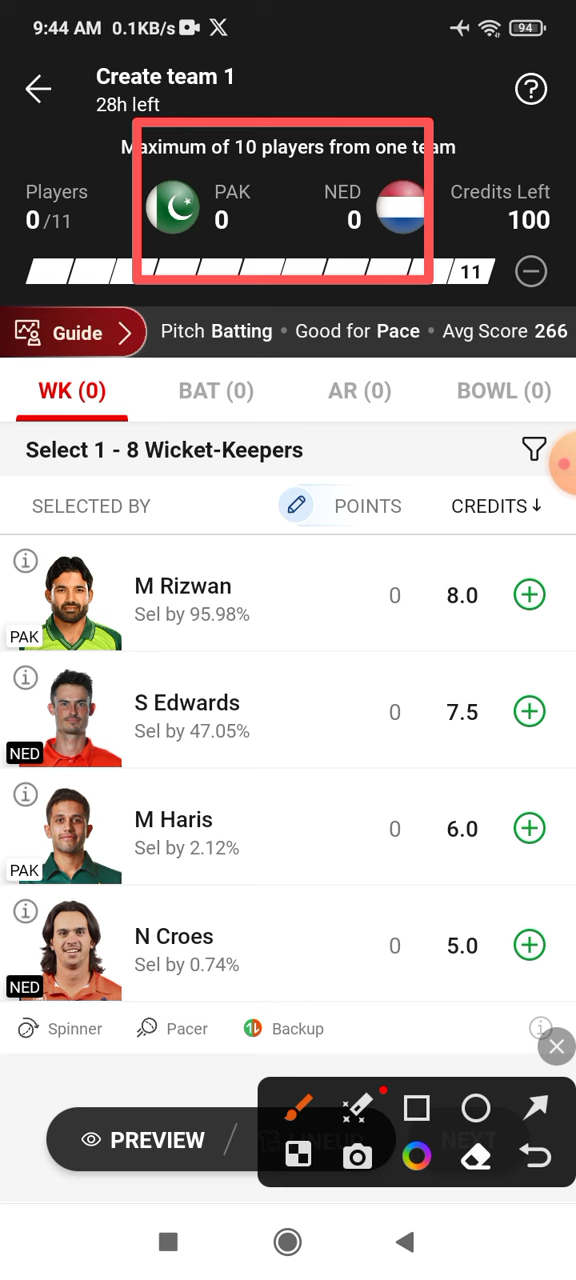 9:44 AM 0.1KB/s
94
Create team 1
28h left
Maximum of 10 players from one team
Players
0 /11
PAK
0
NED
0
Credits Left
100
11
Guide
Pitch Batting • Good for Pace • Avg Score 266
WK (0) BAT (0) AR (0) BOWL (0)
Select 1 - 8 Wicket-Keepers
SELECTED BY POINTS CREDITS↓
M Rizwan
Sel by 95.98%
0 8.0
PAK
S Edwards
Sel by 47.05%
0 7.5
NED
M Haris
Sel by 2.12%
0 6.0
PAK
N Croes
Sel by 0.74%
0 5.0
NED
Spinner Pacer Backup
PREVIEW / LINEUP NEXT